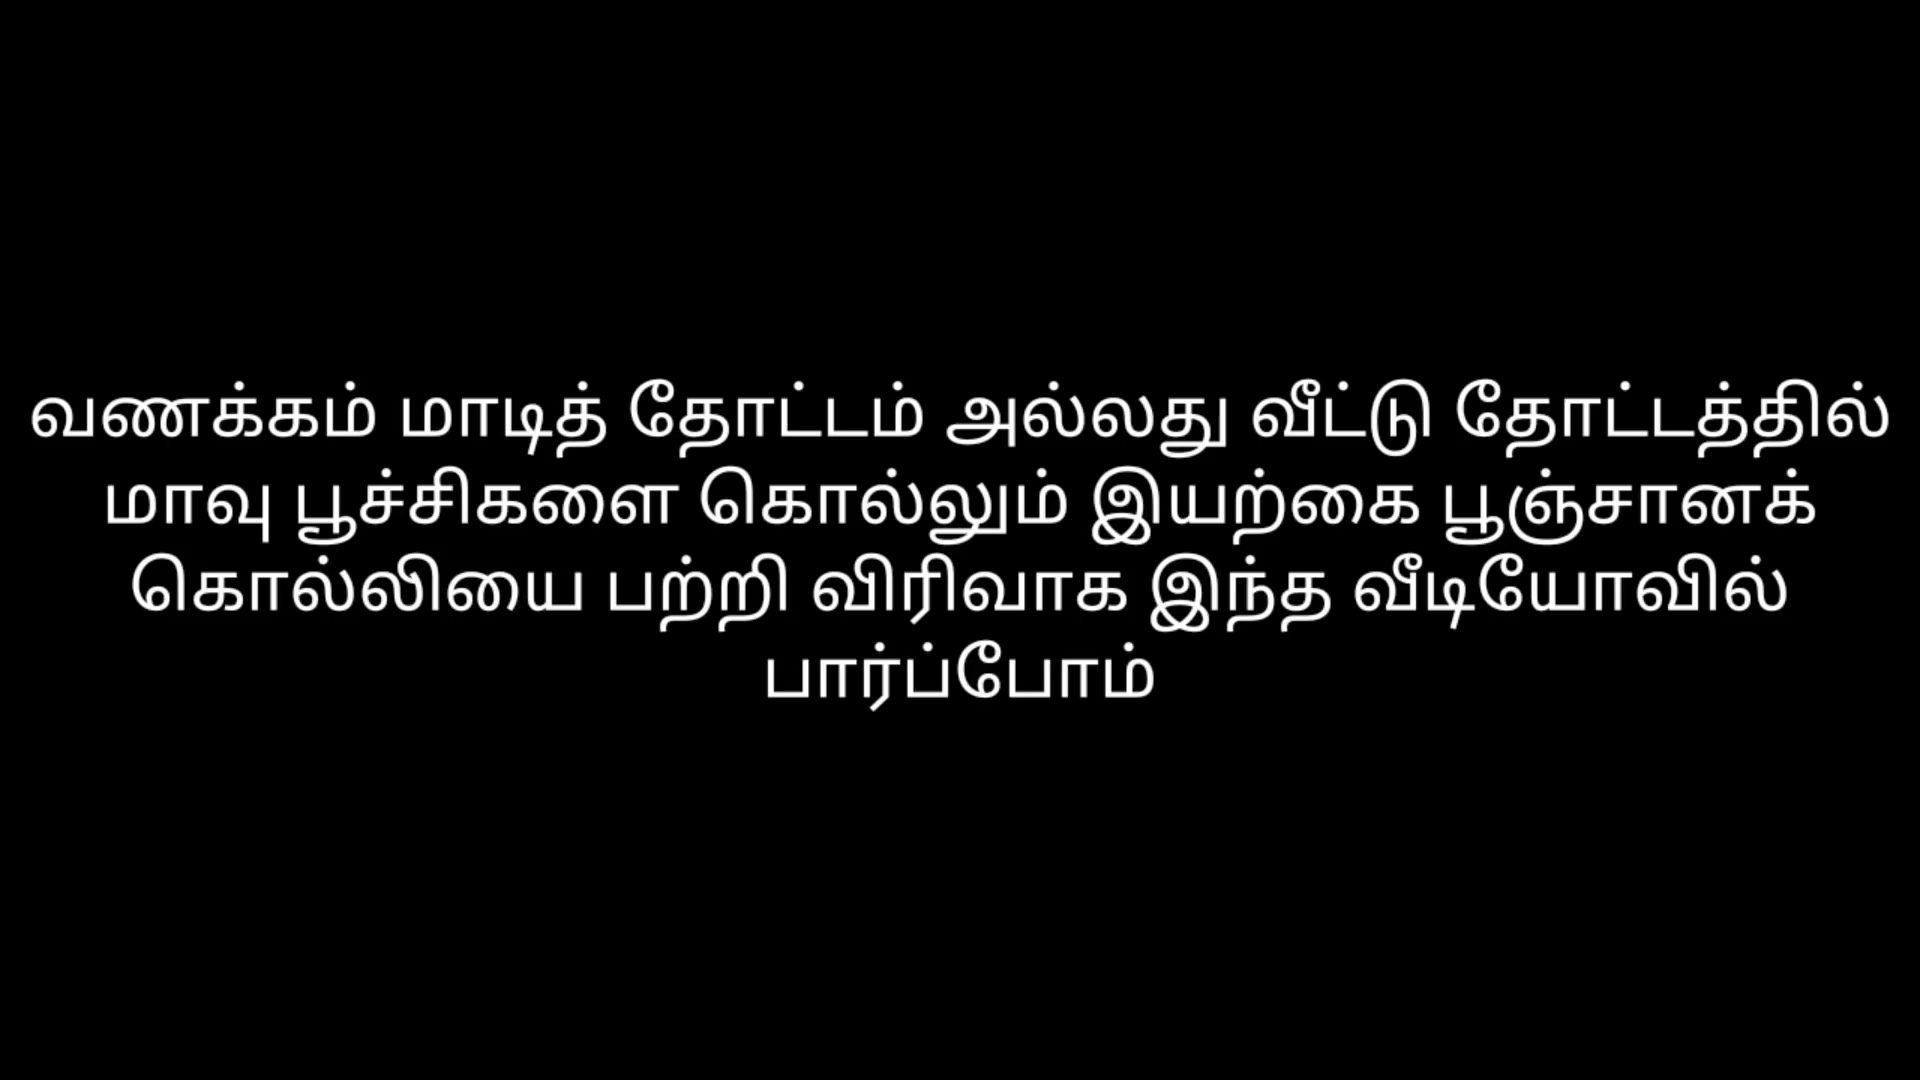 வணக்கம் மாடித் தோட்டம் அல்லது வீட்டு தோட்டத்தில்
மாவு பூச்சிகளை கொல்லும் இயற்கை பூஞ்சானக்
கொல்லியை பற்றி விரிவாக இந்த வீடியோவில்
பார்ப்போம்